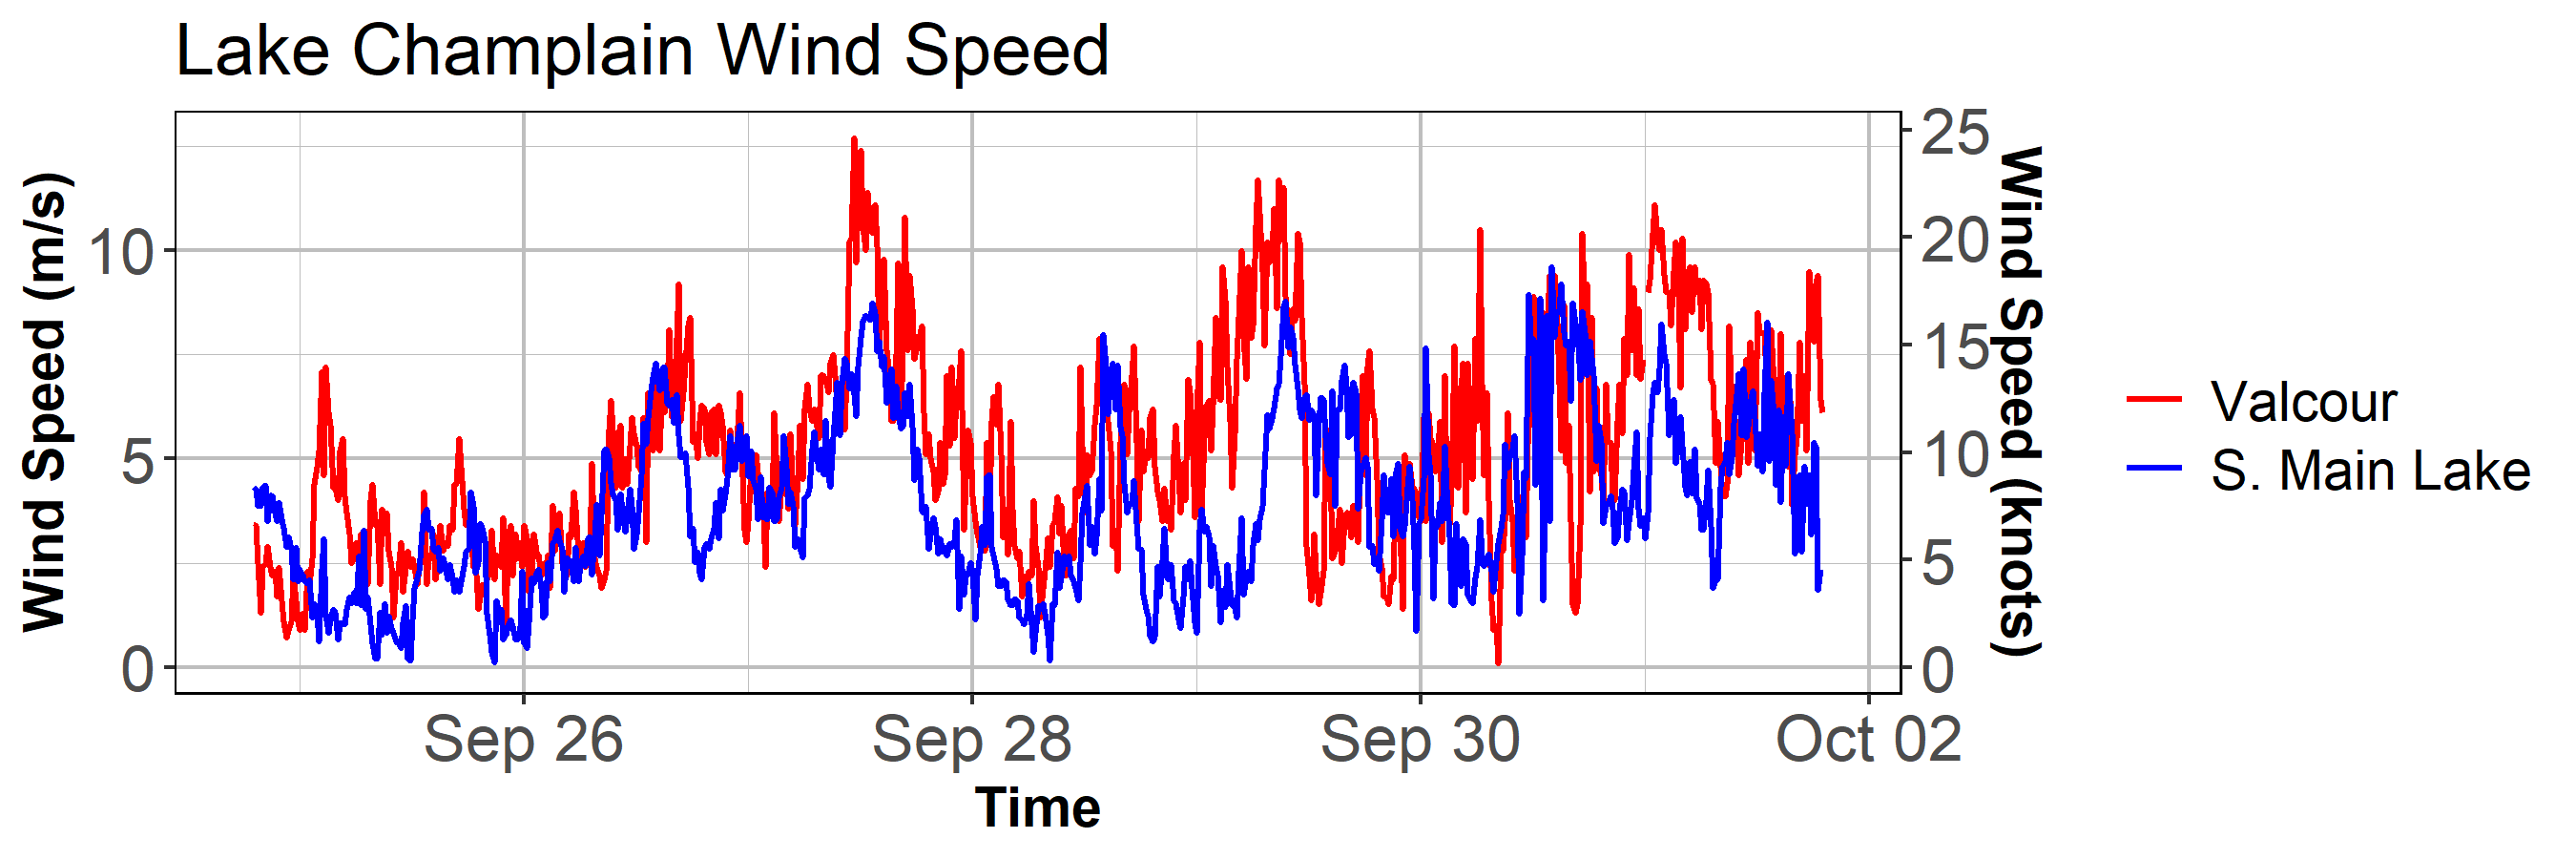 Lake Champlain Wind Speed
Wind Speed (m/s)
10
5
0
25
20
15
10
5
0
Wind Speed (knots)
Sep 26
Sep 28
Sep 30
Oct 02
Time
Valcour
S. Main Lake